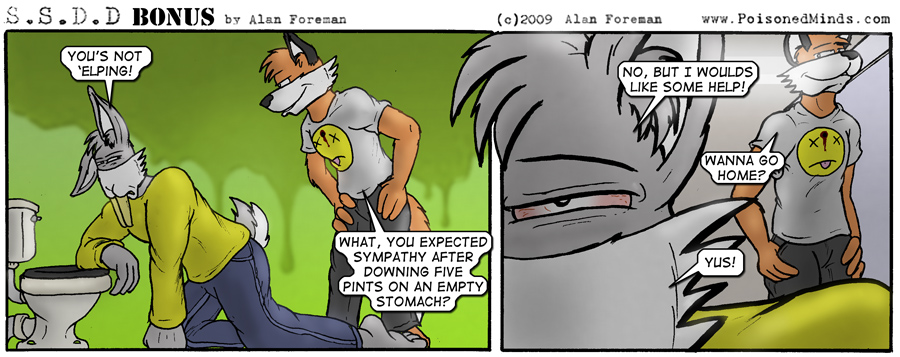 S.S.D.D BONUS by Alan Foreman (c)2009 Alan Foreman www.PoisonedMinds.com
YOU'S NOT
'ELPING!
WHAT, YOU EXPECTED
SYMPATHY AFTER
DOWNING FIVE
PINTS ON AN EMPTY
STOMACH?
NO, BUT I WOULDS
LIKE SOME HELP!
WANNA GO
HOME?
YUS!